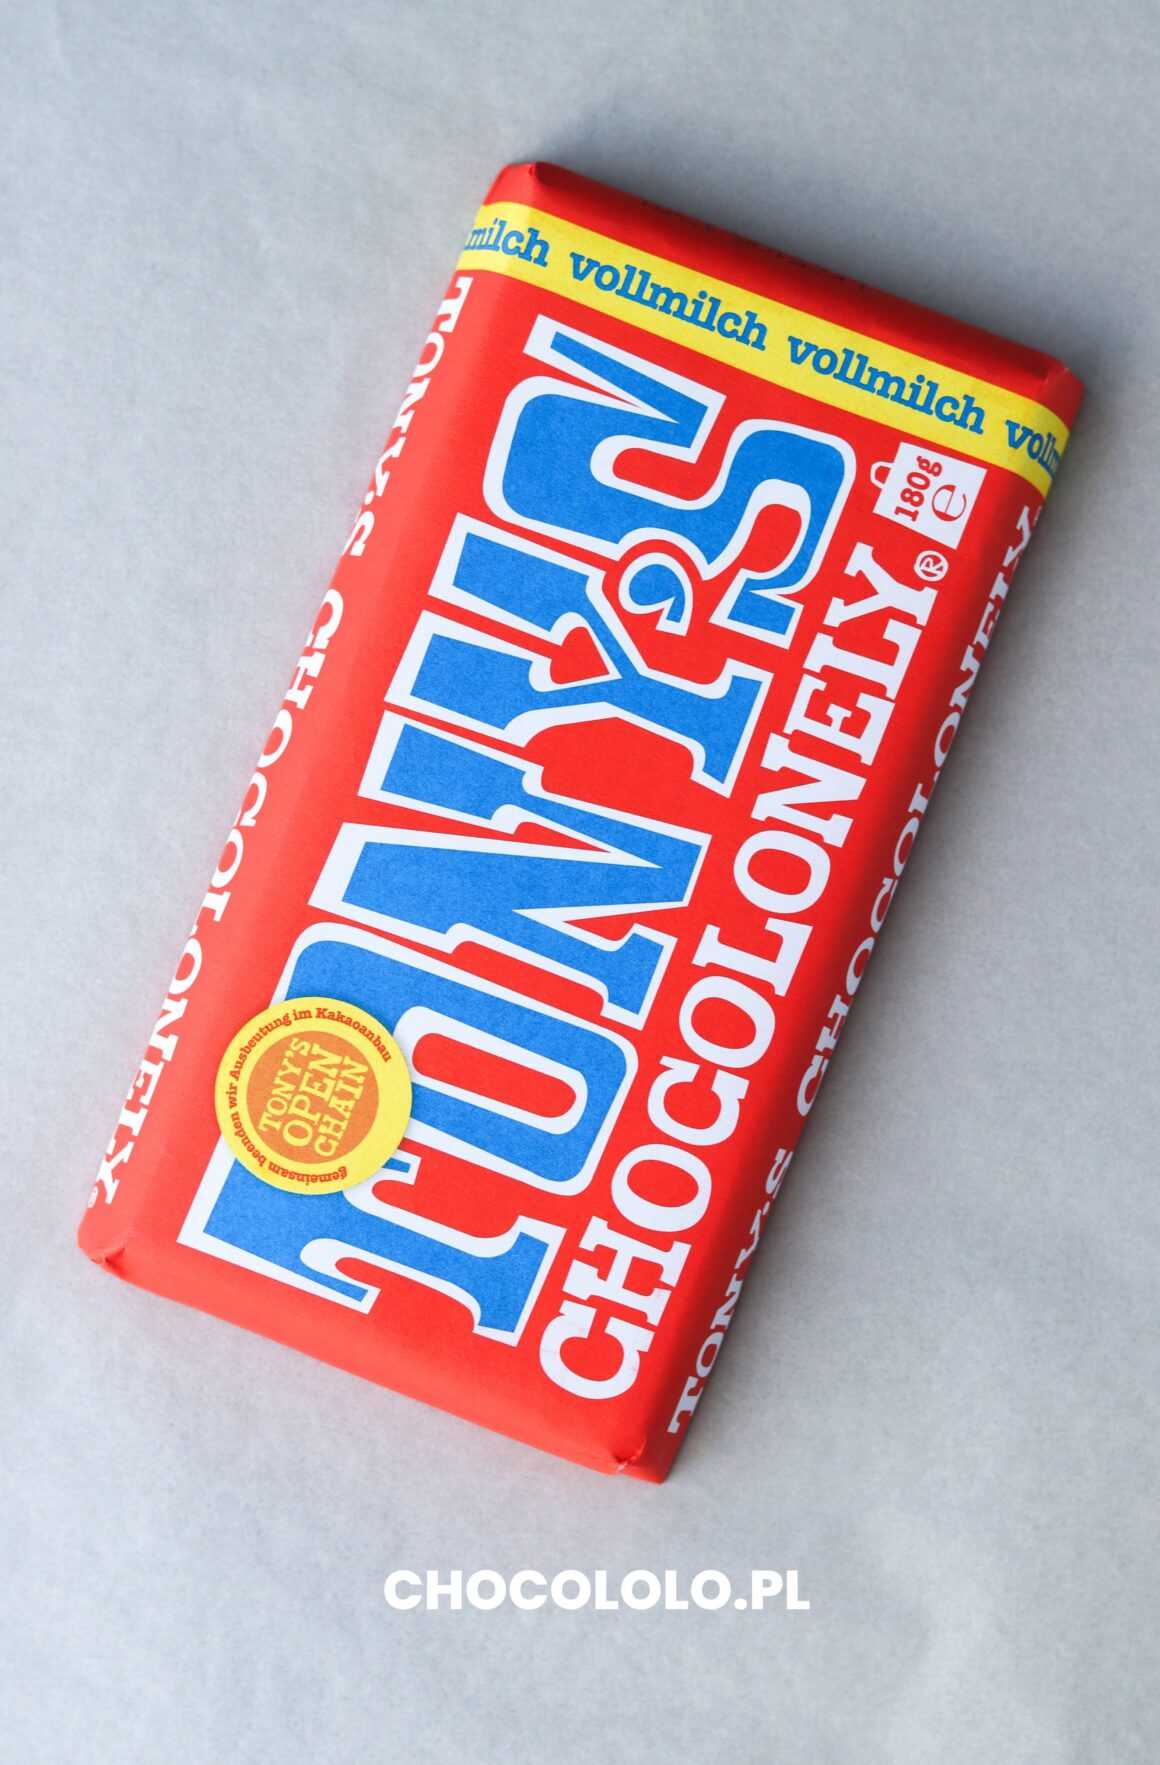 milch vollmilch vollmilch voll
TONY'S
CHOCOLONELY®
180g
e
TONY'S CHOCOLONELY®
TONY'S CHOCOLONELY
gemeinsam beenden wir Ausbeutung im Kakaoanbau
TONY'S
OPEN
CHAIN
CHOCOLOLO.PL